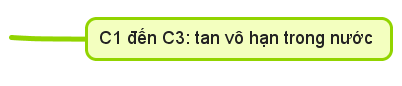 C1 đến C3: tan vô hạn trong nước